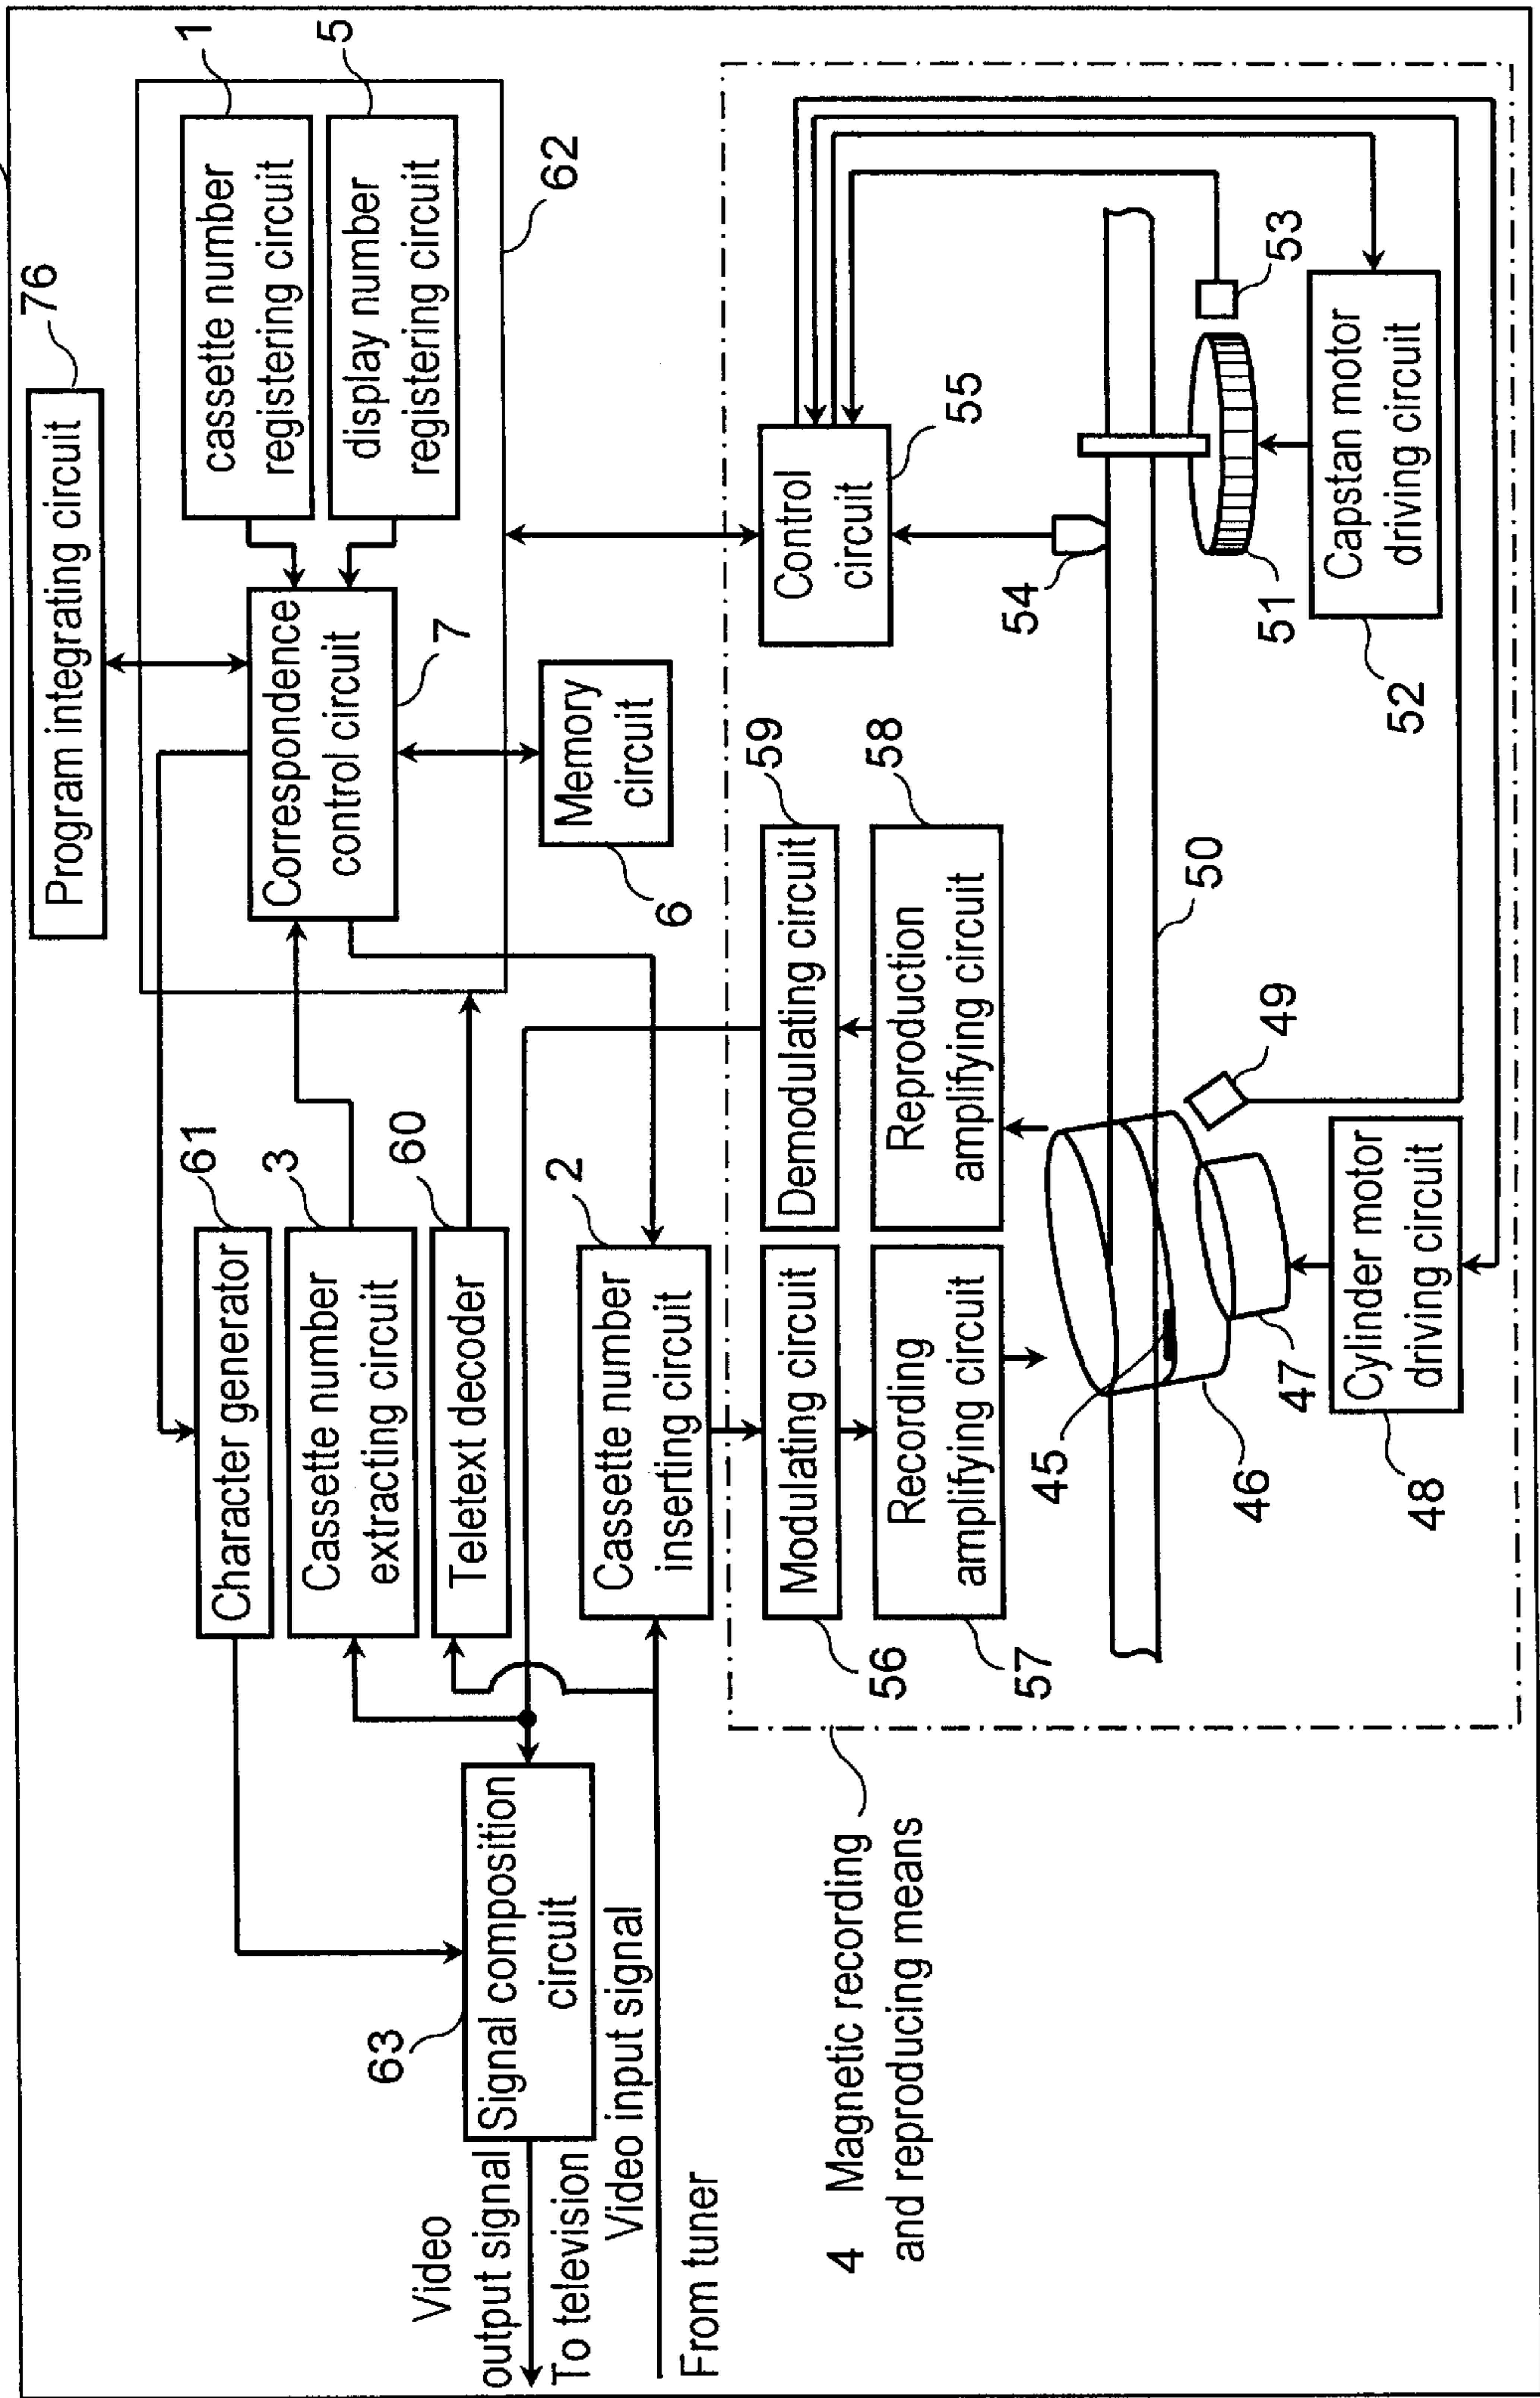 Program integrating circuit
76
cassette number
registering circuit
1
display number
registering circuit
5
Correspondence
control circuit
7
62
Memory
circuit
6
Character generator
61
Cassette number
extracting circuit
3
Teletext decoder
60
Cassette number
inserting circuit
2
Signal composition
circuit
63
Video
output signal
To television
Video input signal
From tuner
4 Magnetic recording
and reproducing means
Modulating circuit
56
Recording
amplifying circuit
57
Demodulating circuit
59
Reproduction
amplifying circuit
58
Control
circuit
55
54
53
51
Capstan motor
driving circuit
52
50
49
45
46
47
Cylinder motor
driving circuit
48